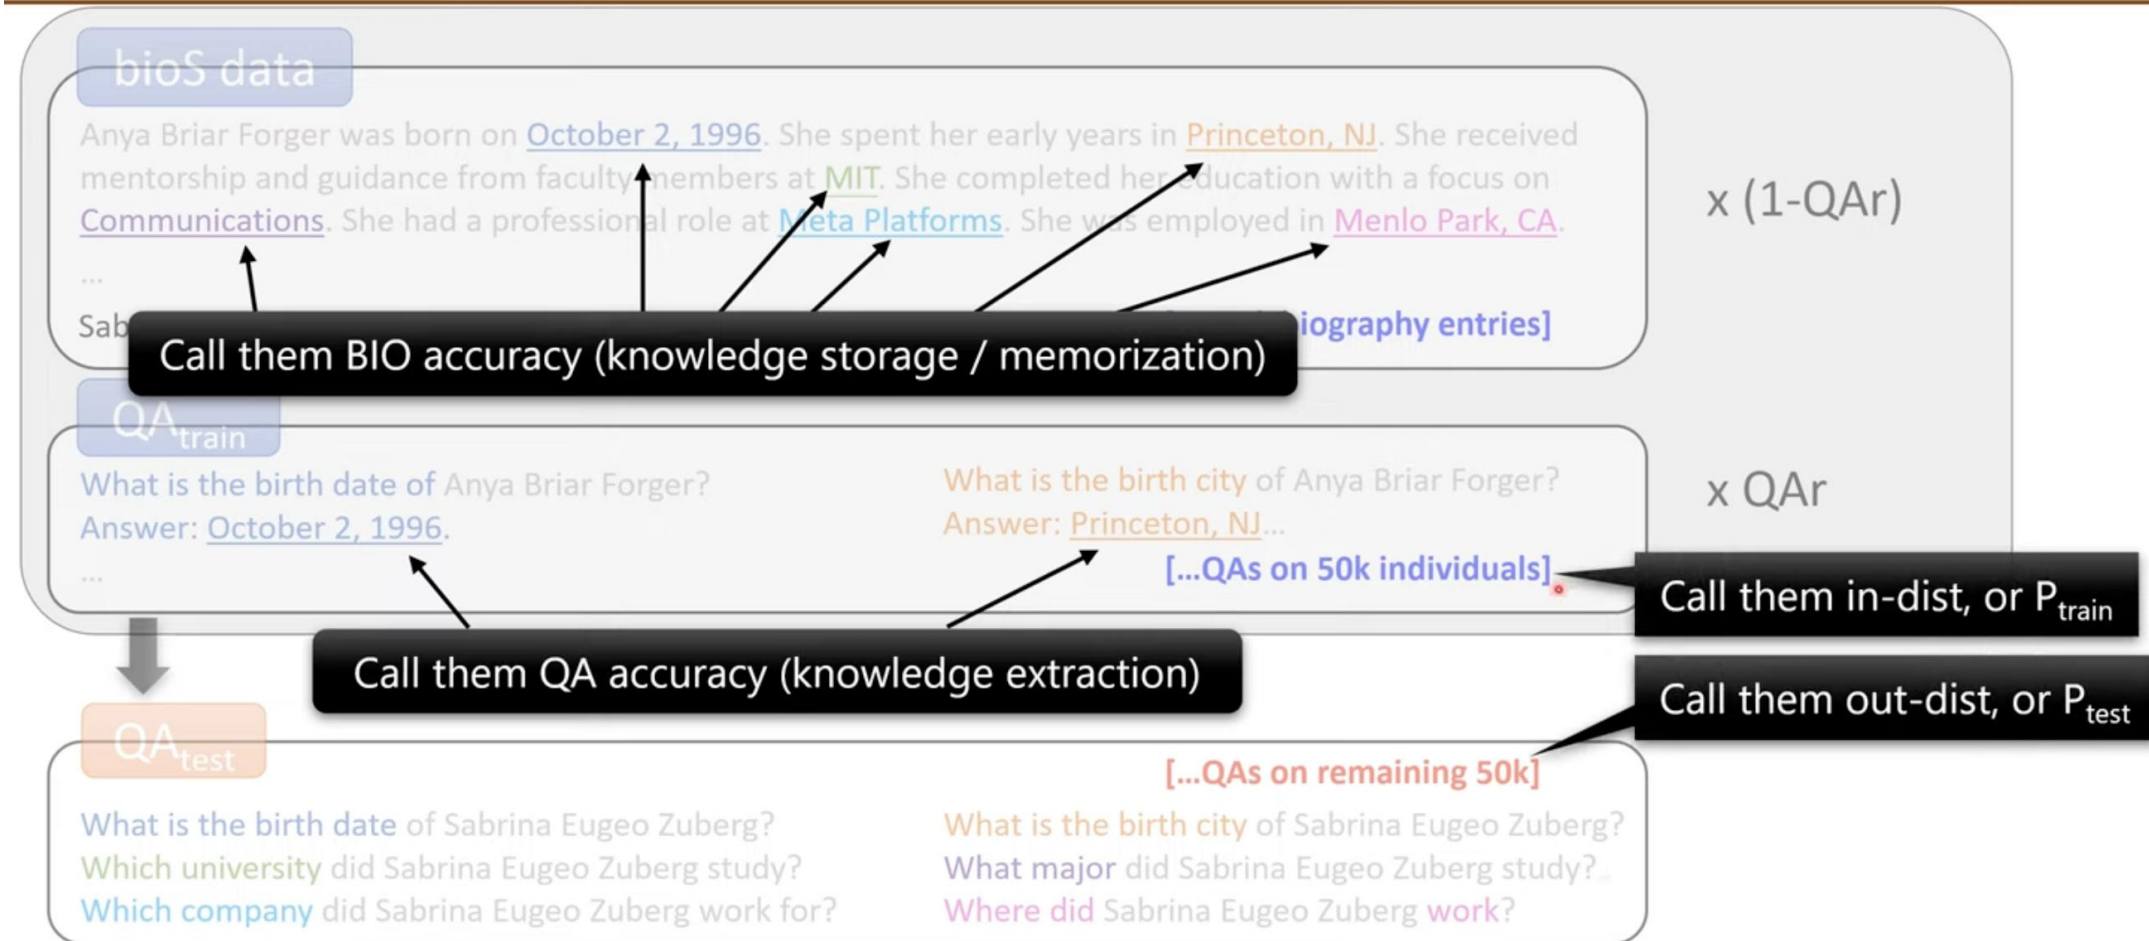 bioS data
Anya Briar Forger was born on October 2, 1996. She spent her early years in Princeton, NJ. She received
mentorship and guidance from faculty members at MIT. She completed her education with a focus on
Communications. She had a professional role at Meta Platforms. She was employed in Menlo Park, CA.
...
x (1-QAr)
Sab
iography entries]
Call them BIO accuracy (knowledge storage / memorization)
QAtrain
What is the birth date of Anya Briar Forger?
Answer: October 2, 1996.
...
What is the birth city of Anya Briar Forger?
Answer: Princeton, NJ...
[...QAs on 50k individuals]
x QAr
Call them in-dist, or Ptrain
Call them QA accuracy (knowledge extraction)
Call them out-dist, or Ptest
QAtest
[...QAs on remaining 50k]
What is the birth date of Sabrina Eugeo Zuberg?
Which university did Sabrina Eugeo Zuberg study?
Which company did Sabrina Eugeo Zuberg work for?
What is the birth city of Sabrina Eugeo Zuberg?
What major did Sabrina Eugeo Zuberg study?
Where did Sabrina Eugeo Zuberg work?